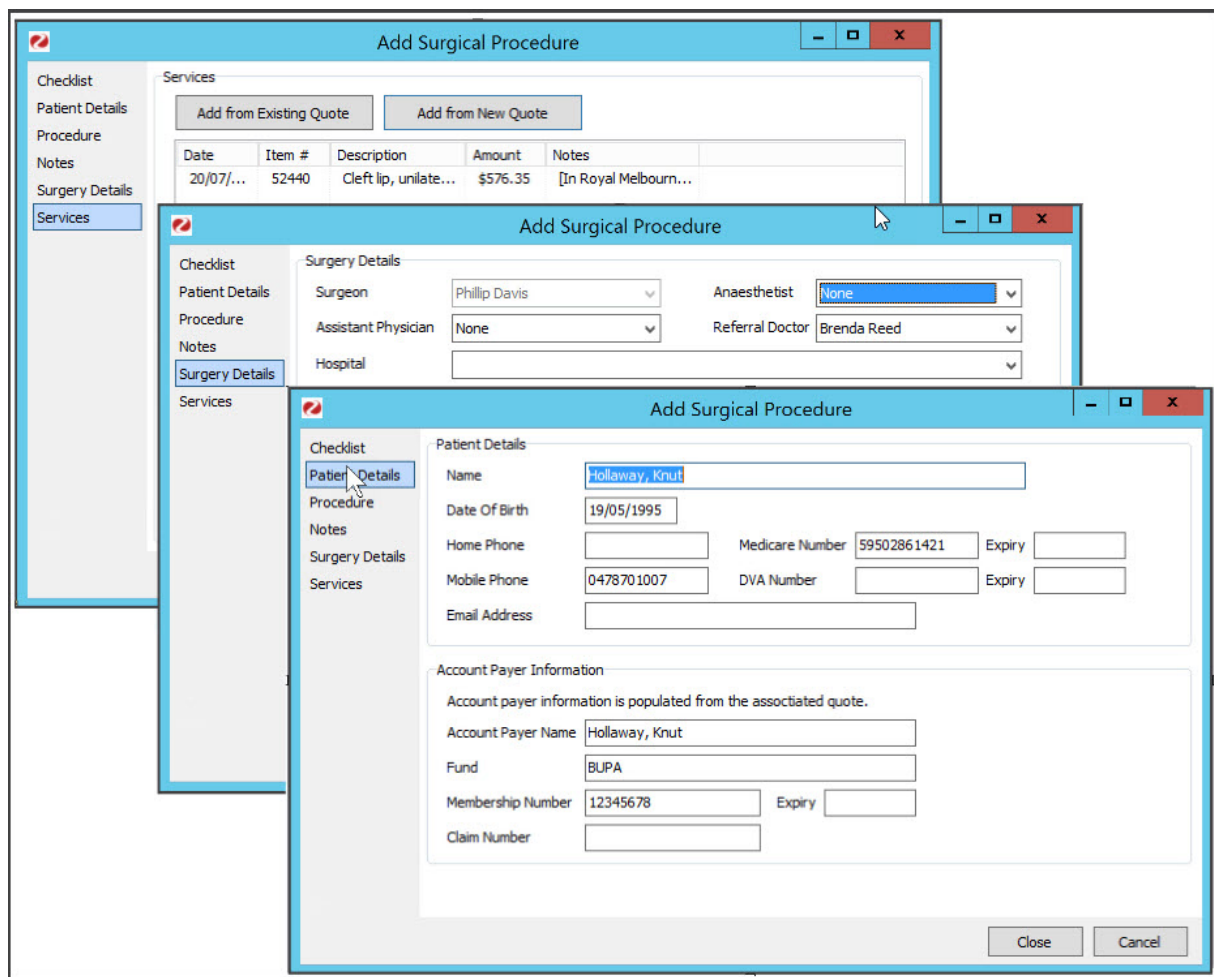 Add Surgical Procedure
Checklist
Patient Details
Procedure
Notes
Surgery Details
Services
Services
Add from Existing Quote Add from New Quote
Date Item # Description Amount Notes
20/07/... 52440 Cleft lip, unilate... $576.35 [In Royal Melbourn...
Add Surgical Procedure
Checklist
Patient Details
Procedure
Notes
Surgery Details
Services
Surgery Details
Surgeon Phillip Davis Anaesthetist None
Assistant Physician None Referral Doctor Brenda Reed
Hospital
Add Surgical Procedure
Checklist
Patient Details
Procedure
Notes
Surgery Details
Services
Patient Details
Name Hollaway, Knut
Date Of Birth 19/05/1995
Home Phone Medicare Number 59502861421 Expiry
Mobile Phone 0478701007 DVA Number Expiry
Email Address
Account Payer Information
Account payer information is populated from the assoctiated quote.
Account Payer Name Hollaway, Knut
Fund BUPA
Membership Number 12345678 Expiry
Claim Number
Close Cancel